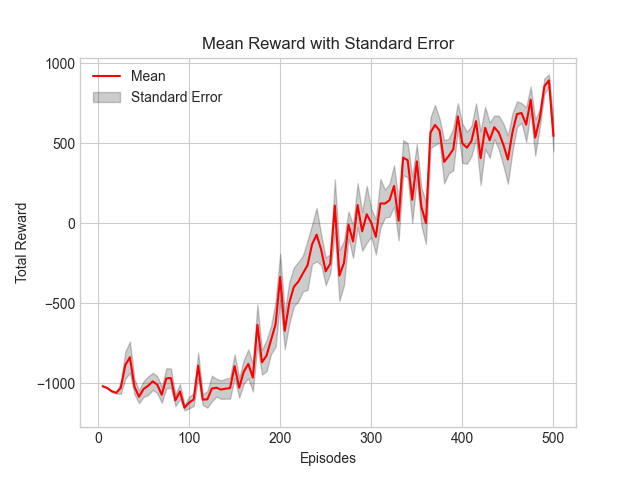 Mean Reward with Standard Error
Mean
Standard Error
1000
500
0
−500
−1000
Total Reward
0 100 200 300 400 500
Episodes